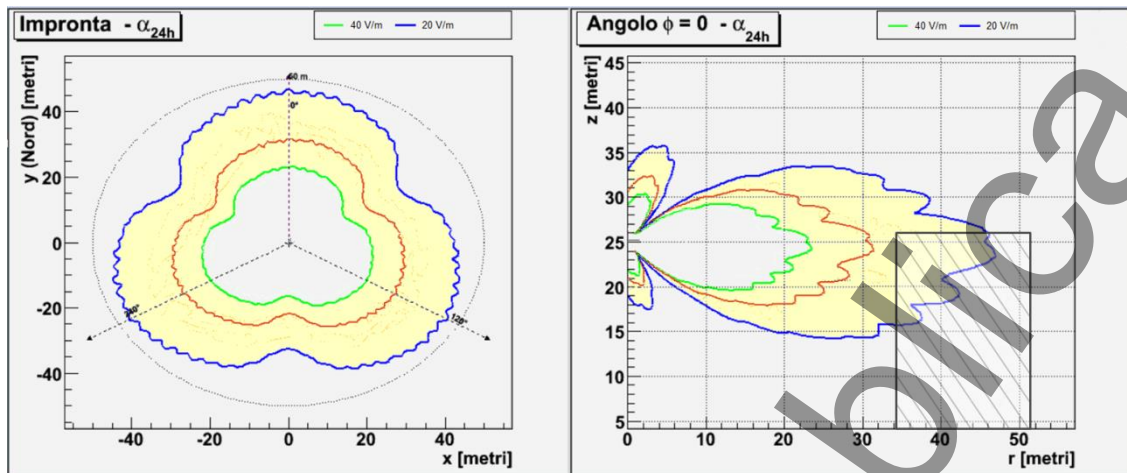 Impronta - α24h
40 V/m 20 V/m
y (Nord) [metri]
40
20
0
-20
-40
60 m
0°
240°
120°
-40 -20 0 20 40
x [metri]
Angolo ϕ = 0 - α24h
40 V/m 20 V/m
z [metri]
45
40
35
30
25
20
15
10
5
0 10 20 30 40 50
r [metri]
blica